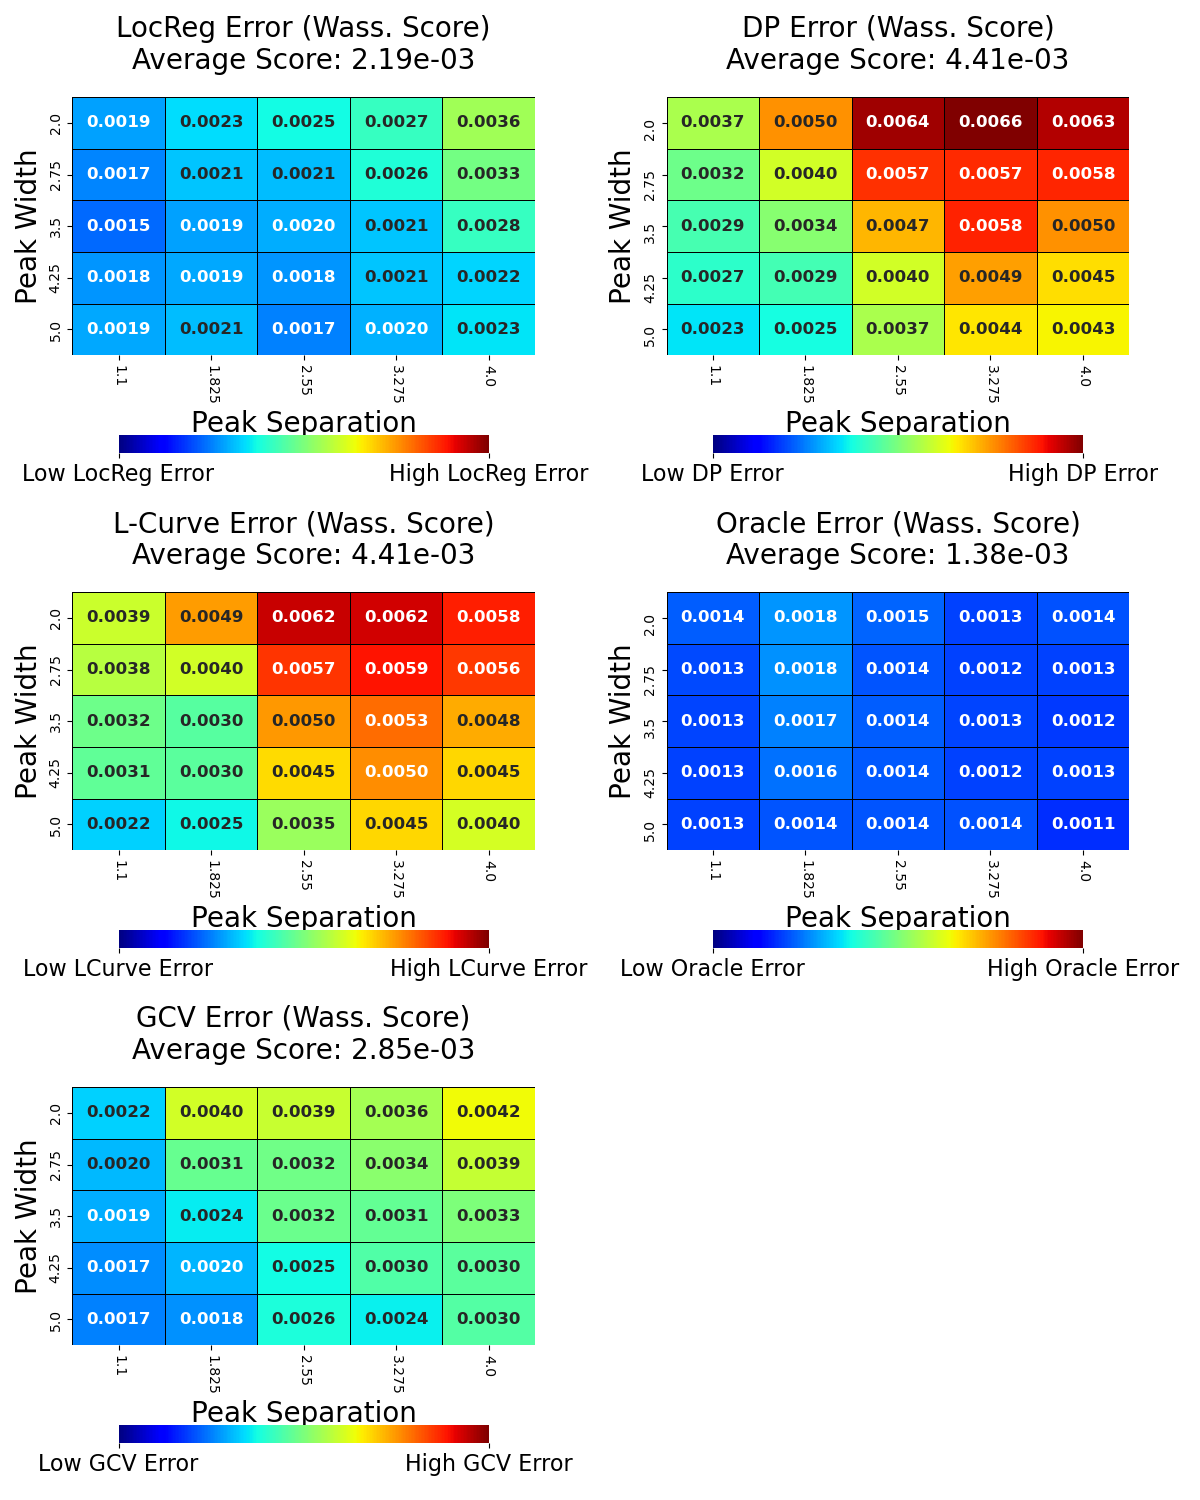 LocReg Error (Wass. Score)
Average Score: 2.19e-03
Peak Width
2.0 0.0019 0.0023 0.0025 0.0027 0.0036
2.75 0.0017 0.0021 0.0021 0.0026 0.0033
3.5 0.0015 0.0019 0.0020 0.0021 0.0028
4.25 0.0018 0.0019 0.0018 0.0021 0.0022
5.0 0.0019 0.0021 0.0017 0.0020 0.0023
1.1 1.825 2.55 3.275 4.0
Peak Separation
Low LocReg Error High LocReg Error
DP Error (Wass. Score)
Average Score: 4.41e-03
Peak Width
2.0 0.0037 0.0050 0.0064 0.0066 0.0063
2.75 0.0032 0.0040 0.0057 0.0057 0.0058
3.5 0.0029 0.0034 0.0047 0.0058 0.0050
4.25 0.0027 0.0029 0.0040 0.0049 0.0045
5.0 0.0023 0.0025 0.0037 0.0044 0.0043
1.1 1.825 2.55 3.275 4.0
Peak Separation
Low DP Error High DP Error
L-Curve Error (Wass. Score)
Average Score: 4.41e-03
Peak Width
2.0 0.0039 0.0049 0.0062 0.0062 0.0058
2.75 0.0038 0.0040 0.0057 0.0059 0.0056
3.5 0.0032 0.0030 0.0050 0.0053 0.0048
4.25 0.0031 0.0030 0.0045 0.0050 0.0045
5.0 0.0022 0.0025 0.0035 0.0045 0.0040
1.1 1.825 2.55 3.275 4.0
Peak Separation
Low LCurve Error High LCurve Error
Oracle Error (Wass. Score)
Average Score: 1.38e-03
Peak Width
2.0 0.0014 0.0018 0.0015 0.0013 0.0014
2.75 0.0013 0.0018 0.0014 0.0012 0.0013
3.5 0.0013 0.0017 0.0014 0.0013 0.0012
4.25 0.0013 0.0016 0.0014 0.0012 0.0013
5.0 0.0013 0.0014 0.0014 0.0014 0.0011
1.1 1.825 2.55 3.275 4.0
Peak Separation
Low Oracle Error High Oracle Error
GCV Error (Wass. Score)
Average Score: 2.85e-03
Peak Width
2.0 0.0022 0.0040 0.0039 0.0036 0.0042
2.75 0.0020 0.0031 0.0032 0.0034 0.0039
3.5 0.0019 0.0024 0.0032 0.0031 0.0033
4.25 0.0017 0.0020 0.0025 0.0030 0.0030
5.0 0.0017 0.0018 0.0026 0.0024 0.0030
1.1 1.825 2.55 3.275 4.0
Peak Separation
Low GCV Error High GCV Error